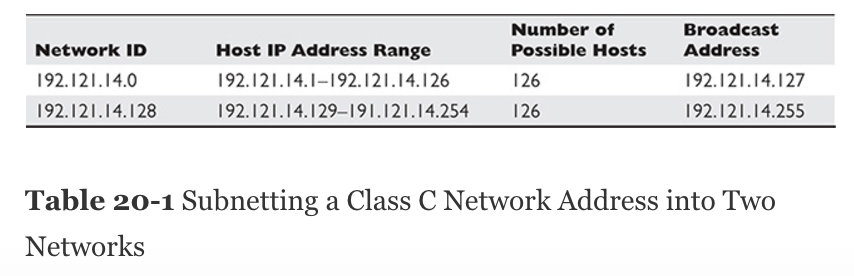 Network ID Host IP Address Range Number of Possible Hosts Broadcast Address
192.121.14.0 192.121.14.1–192.121.14.126 126 192.121.14.127
192.121.14.128 192.121.14.129–191.121.14.254 126 192.121.14.255
Table 20-1 Subnetting a Class C Network Address into Two
Networks